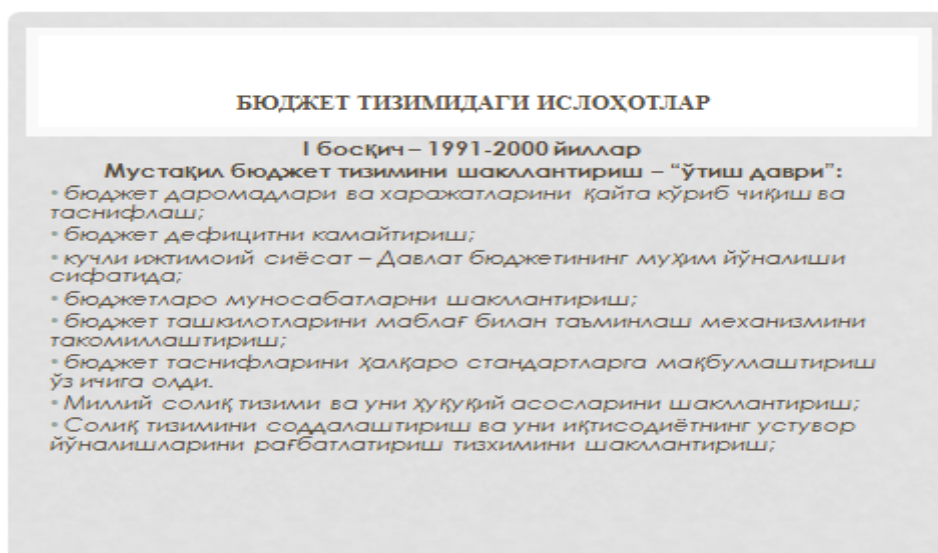 БЮДЖЕТ ТИЗИМИДАГИ ИСЛОҲОТЛАР
I босқич – 1991-2000 йиллар
Мустақил бюджет тизимини шакллантириш – “ўтиш даври”:
• бюджет даромадлари ва харажатларини қайта кўриб чиқиш ва
таснифлаш;
• бюджет дефицитни камайтириш;
• кучли ижтимоий сиёсат – Давлат бюджетининг муҳим йўналиши
сифатида;
• бюджетларо муносабатларни шакллантириш;
• бюджет ташкилотларини маблағ билан таъминлаш механизмини
такомиллаштириш;
• бюджет таснифларини ҳалқаро стандартларга мақбуллаштириш
ўз ичига олди.
• Миллий солиқ тизими ва уни ҳуқуқий асосларини шакллантириш;
• Солиқ тизимини соддалаштириш ва уни иқтисодиётнинг устувор
йўналишларини рағбатлатириш тизхимини шакллантириш;